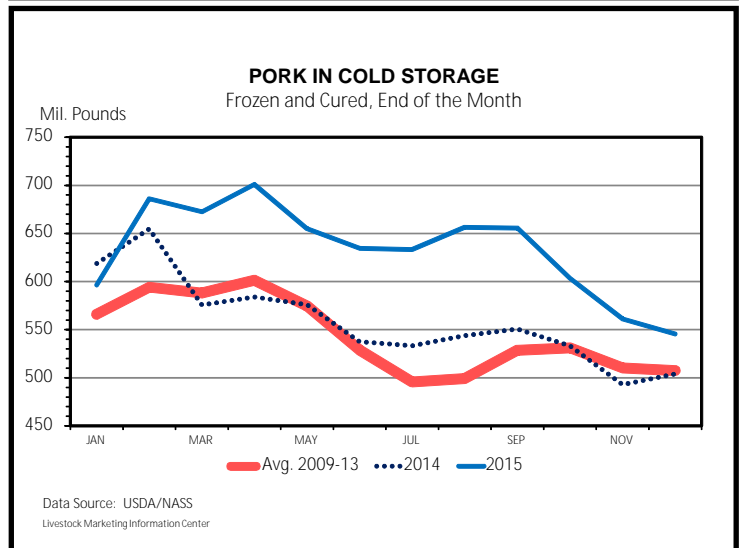 PORK IN COLD STORAGE
Frozen and Cured, End of the Month
Mil. Pounds
750
700
650
600
550
500
450
JAN MAR MAY JUL SEP NOV
Avg. 2009-13 2014 2015
Data Source: USDA/NASS
Livestock Marketing Information Center